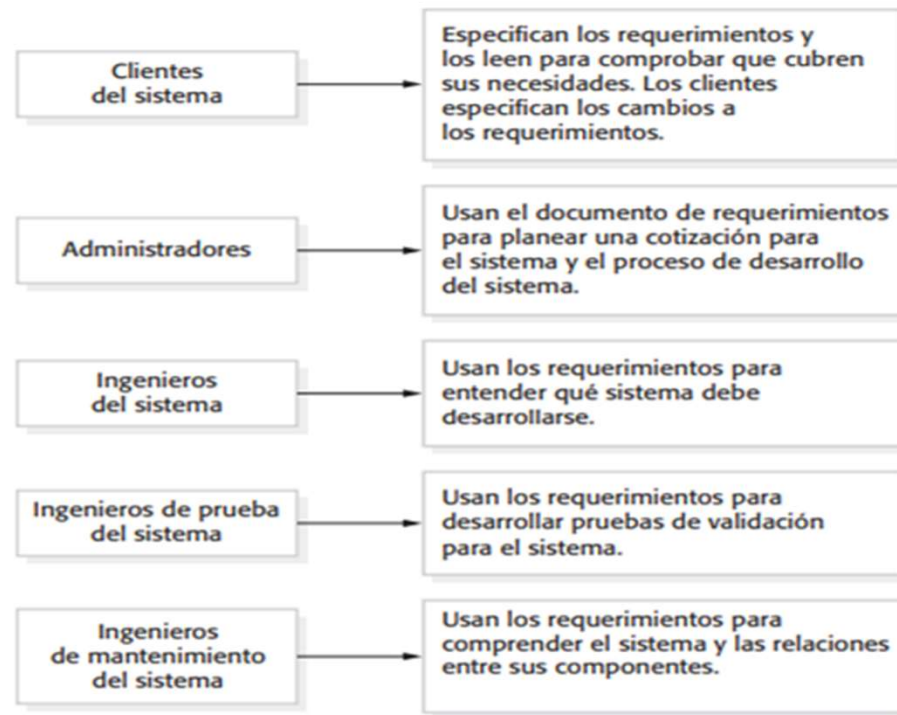 Clientes
del sistema
Especifican los requerimientos y
los leen para comprobar que cubren
sus necesidades. Los clientes
especifican los cambios a
los requerimientos.
Administradores
Usan el documento de requerimientos
para planear una cotización para
el sistema y el proceso de desarrollo
del sistema.
Ingenieros
del sistema
Usan los requerimientos para
entender qué sistema debe
desarrollarse.
Ingenieros de prueba
del sistema
Usan los requerimientos para
desarrollar pruebas de validación
para el sistema.
Ingenieros
de mantenimiento
del sistema
Usan los requerimientos para
comprender el sistema y las relaciones
entre sus componentes.